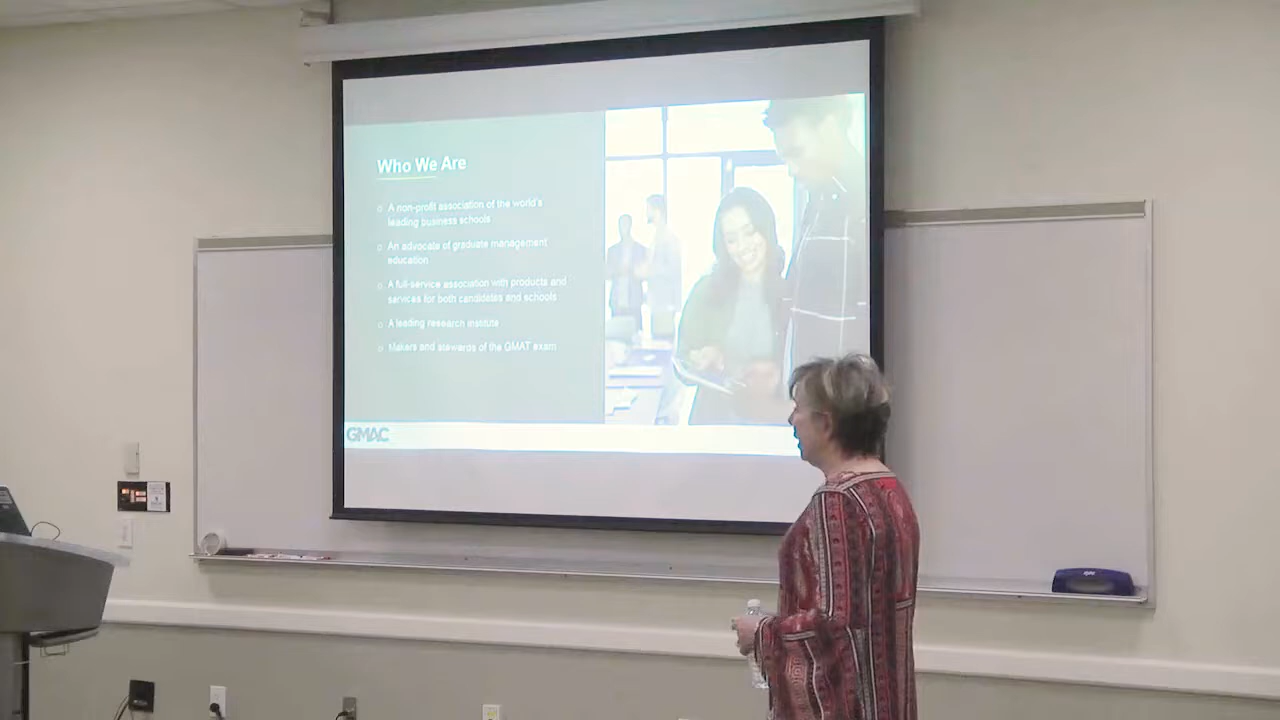 Who We Are
A non-profit association of the world's
leading business schools
An advocate of graduate management
education
A full-service association with products and
services for both candidates and schools
A leading research institute
Makers and stewards of the GMAT exam
GMAC